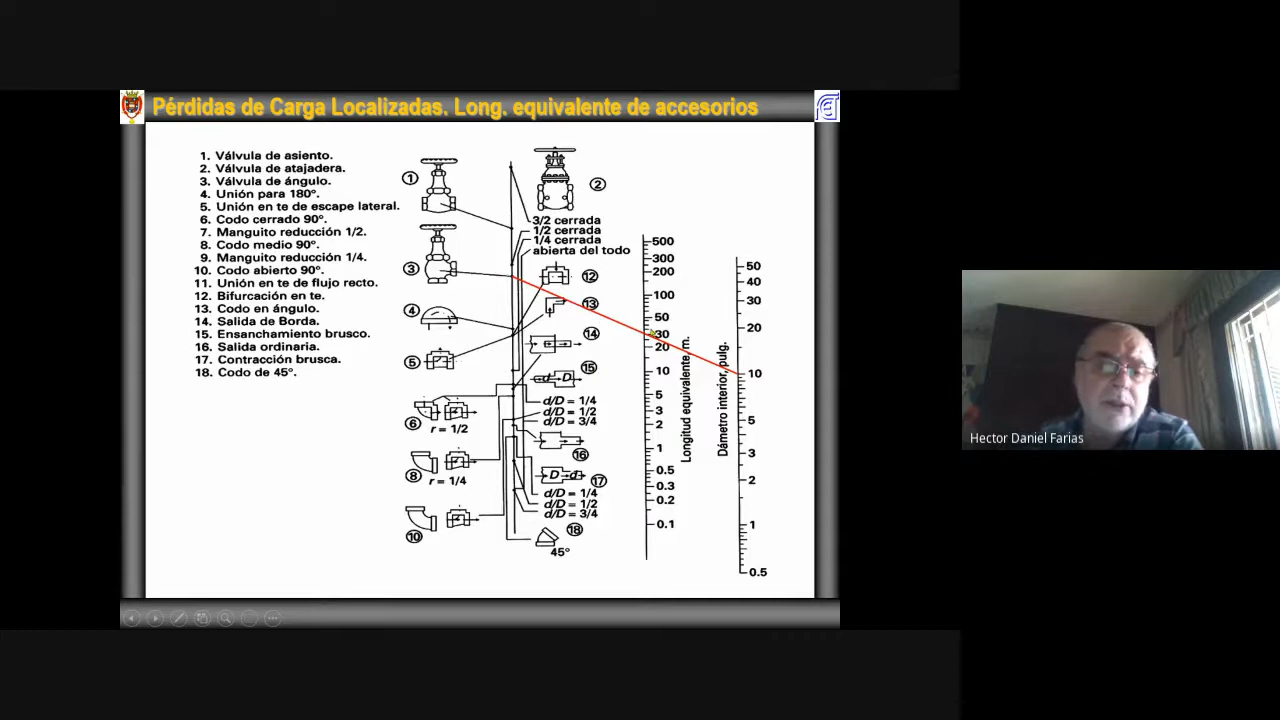 Pérdidas de Carga Localizadas. Long. equivalente de accesorios
1. Válvula de asiento.
2. Válvula de atajadera.
3. Válvula de ángulo.
4. Unión para 180°.
5. Unión en te de escape lateral.
6. Codo cerrado 90°.
7. Manguito reducción 1/2.
8. Codo medio 90°.
9. Manguito reducción 1/4.
10. Codo abierto 90°.
11. Unión en te de flujo recto.
12. Bifurcación en te.
13. Codo en ángulo.
14. Salida de Borda.
15. Ensanchamiento brusco.
16. Salida ordinaria.
17. Contracción brusca.
18. Codo de 45°.
1
3
4
5
6
r = 1/2
8
r = 1/4
10
2
3/2 cerrada
1/2 cerrada
1/4 cerrada
abierta del todo
12
13
14
15
d D
d/D = 1/4
d/D = 1/2
d/D = 3/4
16
D d
17
d/D = 1/4
d/D = 1/2
d/D = 3/4
18
45°
500
300
200
100
50
30
20
10
5
3
2
1
0.5
0.3
0.2
0.1
Longitud equivalente, m.
Dámetro interior, pulg.
50
40
30
20
10
5
3
2
1
0.5
Hector Daniel Farias